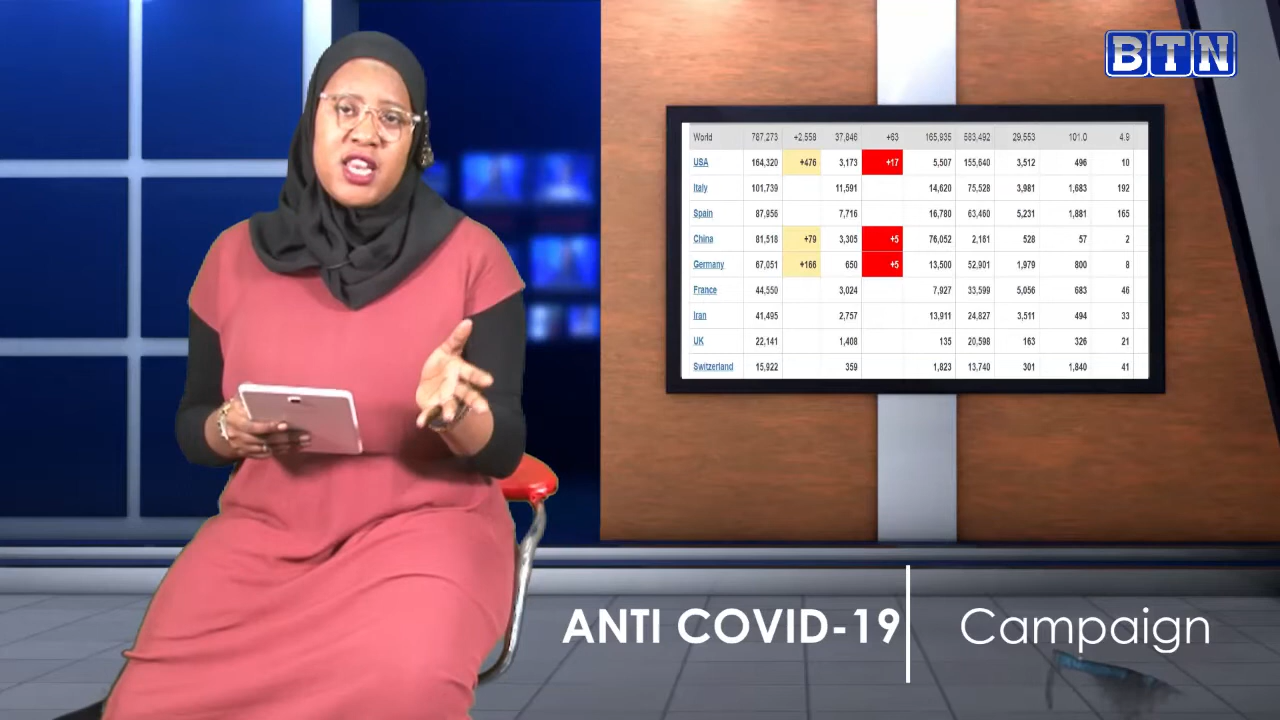 BTN
World 787,273 +2,558 37,846 +63 165,935 583,492 29,553 101.0 4.9
USA 164,320 +476 3,173 +17 5,507 155,640 3,512 496 10
Italy 101,739 11,591 14,620 75,528 3,981 1,683 192
Spain 87,956 7,716 16,780 63,460 5,231 1,881 165
China 81,518 +79 3,305 +5 76,052 2,161 528 57 2
Germany 67,051 +166 650 +5 13,500 52,901 1,979 800 8
France 44,550 3,024 7,927 33,599 5,056 683 46
Iran 41,495 2,757 13,911 24,827 3,511 494 33
UK 22,141 1,408 135 20,598 163 326 21
Switzerland 15,922 359 1,823 13,740 301 1,840 41
ANTI COVID-19 Campaign